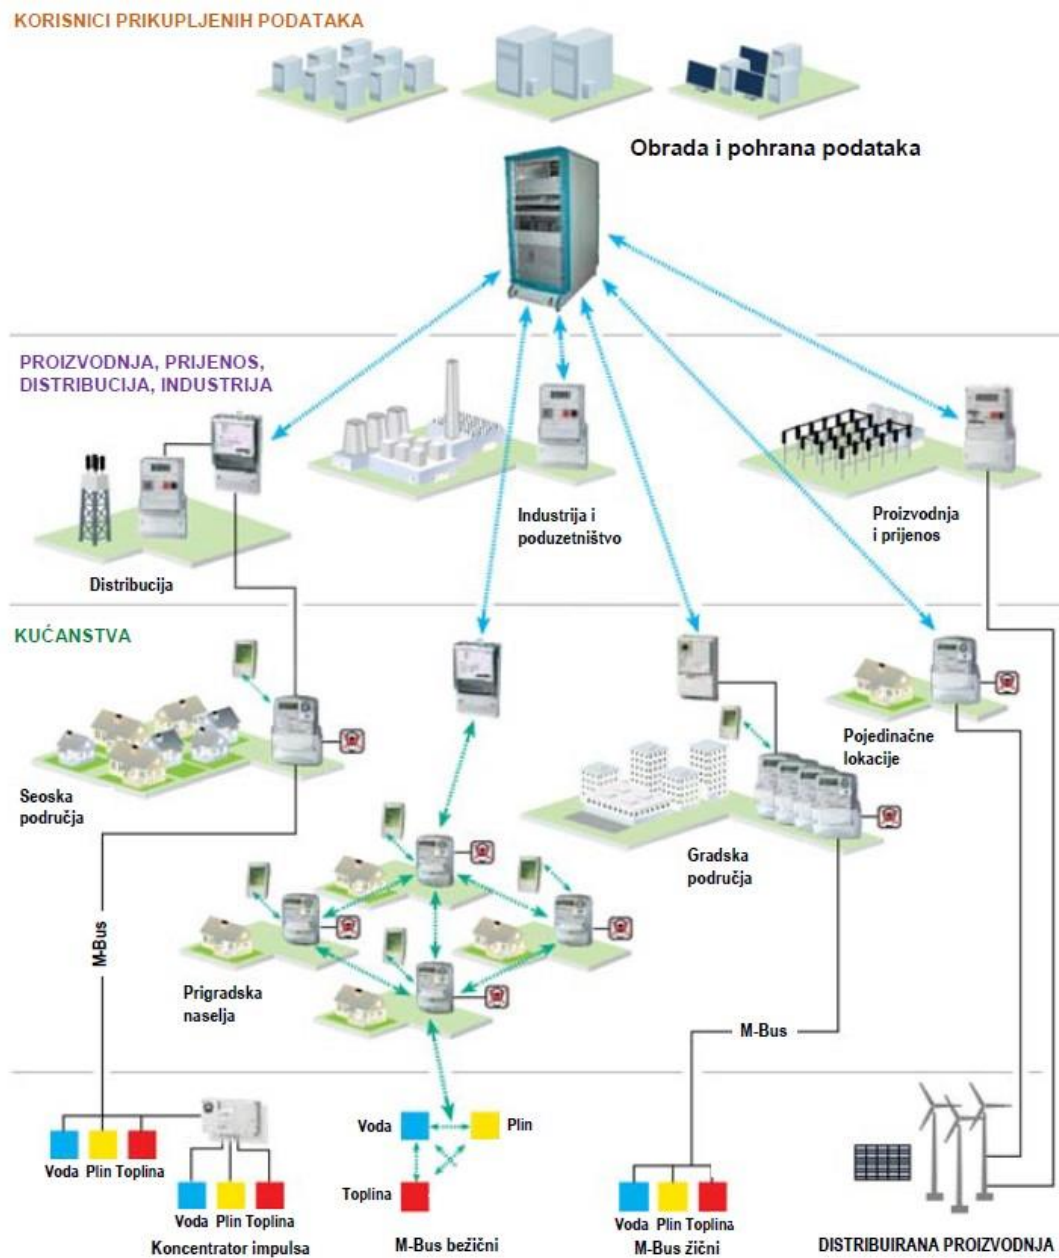 KORISNICI PRIKUPLJENIH PODATAKA
Obrada i pohrana podataka
PROIZVODNJA, PRIJENOS,
DISTRIBUCIJA, INDUSTRIJA
Industrija i
poduzetništvo
Proizvodnja
i prijenos
Distribucija
KUĆANSTVA
Pojedinačne
lokacije
Seoska
područja
Gradska
područja
M-Bus
Prigradska
naselja
M-Bus
Voda Plin Toplina
Voda Plin Toplina
Koncentrator impulsa
Voda Plin
Toplina
M-Bus bežični
Voda Plin Toplina
M-Bus žični
DISTRIBUIRANA PROIZVODNJA